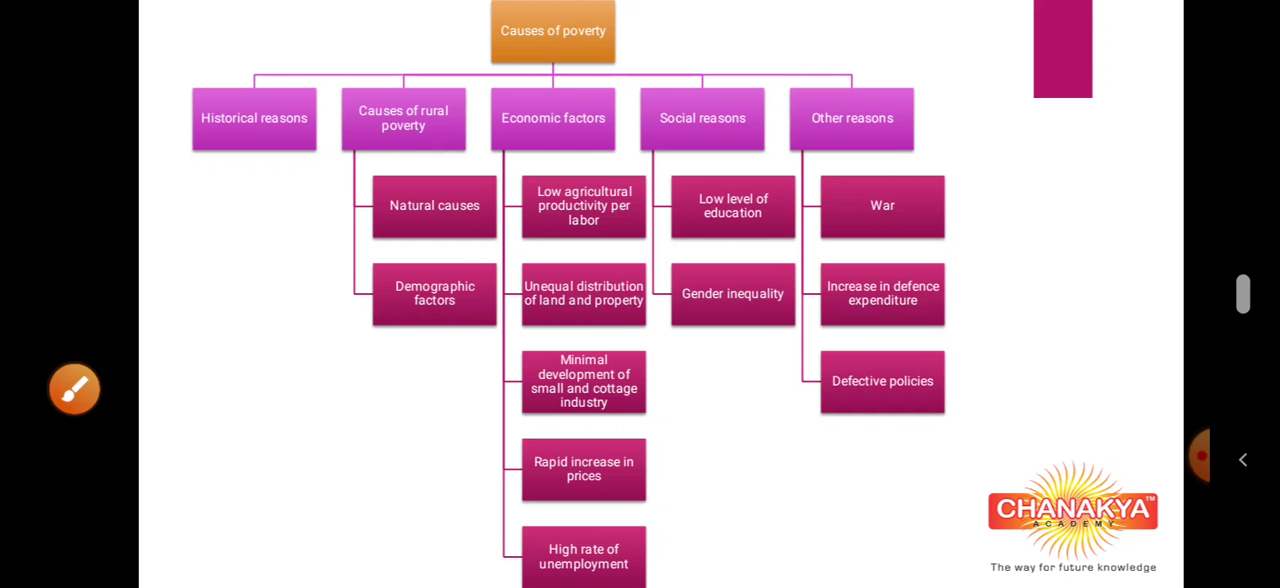 Causes of poverty
Historical reasons
Causes of rural
poverty
Economic factors
Social reasons
Other reasons
Natural causes
Demographic
factors
Low agricultural
productivity per
labor
Unequal distribution
of land and property
Minimal
development of
small and cottage
industry
Rapid increase in
prices
High rate of
unemployment
Low level of
education
Gender inequality
War
Increase in defence
expenditure
Defective policies
CHANAKYA™
ACADEMY
The way for future knowledge